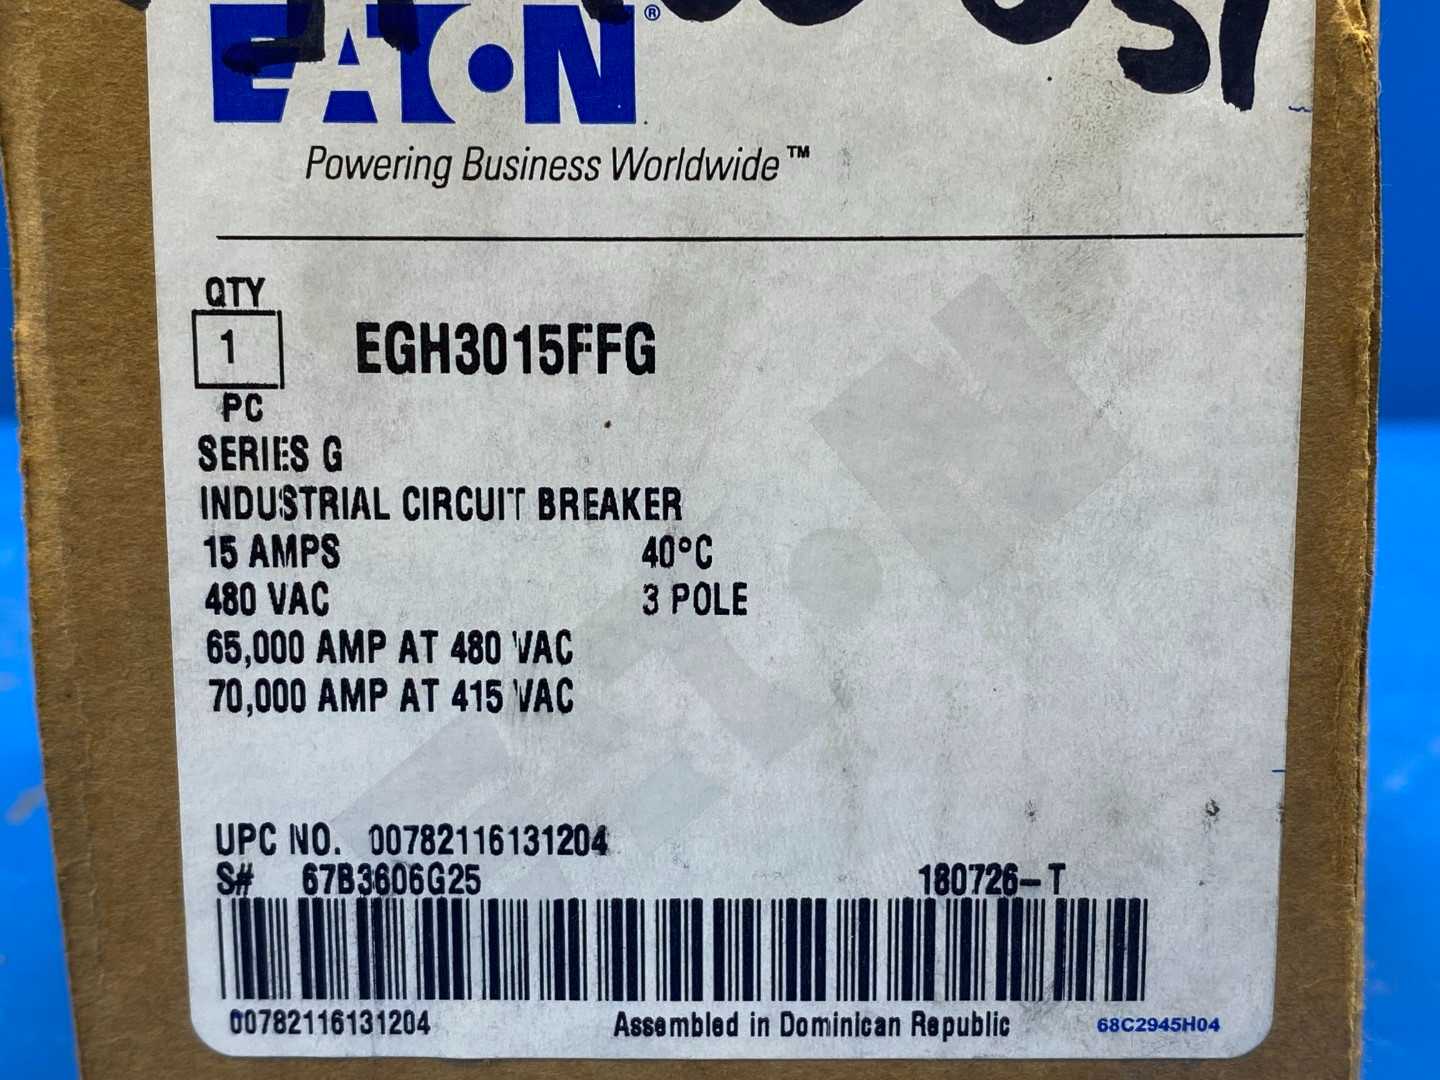 EATON®
Powering Business Worldwide™
QTY
1
PC
EGH3015FFG
SERIES G
INDUSTRIAL CIRCUIT BREAKER
15 AMPS 40°C
480 VAC 3 POLE
65,000 AMP AT 480 VAC
70,000 AMP AT 415 VAC
UPC NO. 00782116131204
S# 67B3606G25 180726-T
00782116131204 Assembled in Dominican Republic 68C2945H04